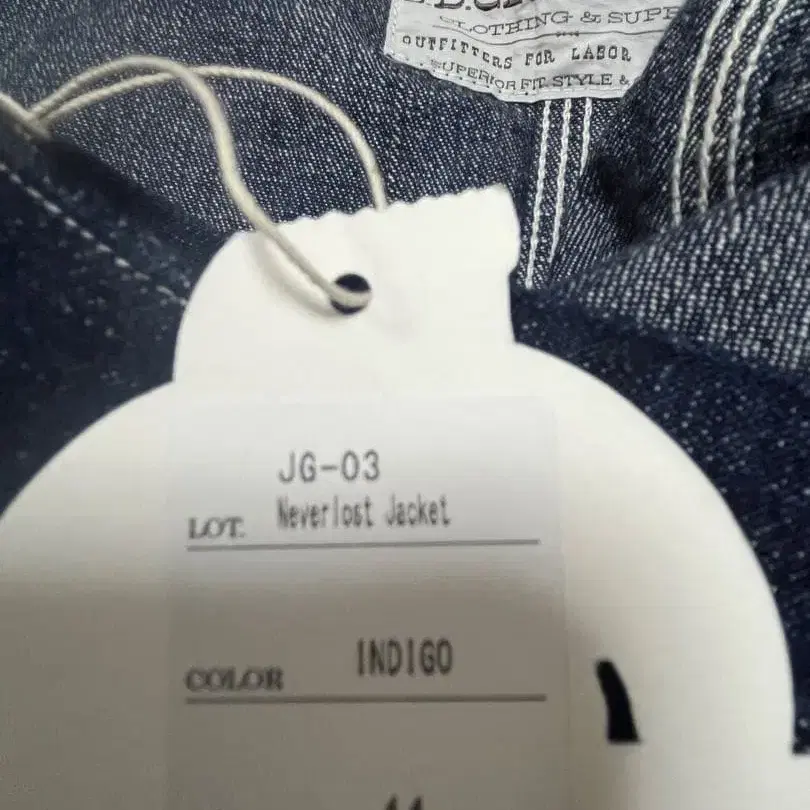 CLOTHING & SUPP
OUTFITTERS FOR LABOR
SUPERIOR FIT, STYLE &
JG-03
LOT. Neverlost Jacket
COLOR INDIGO